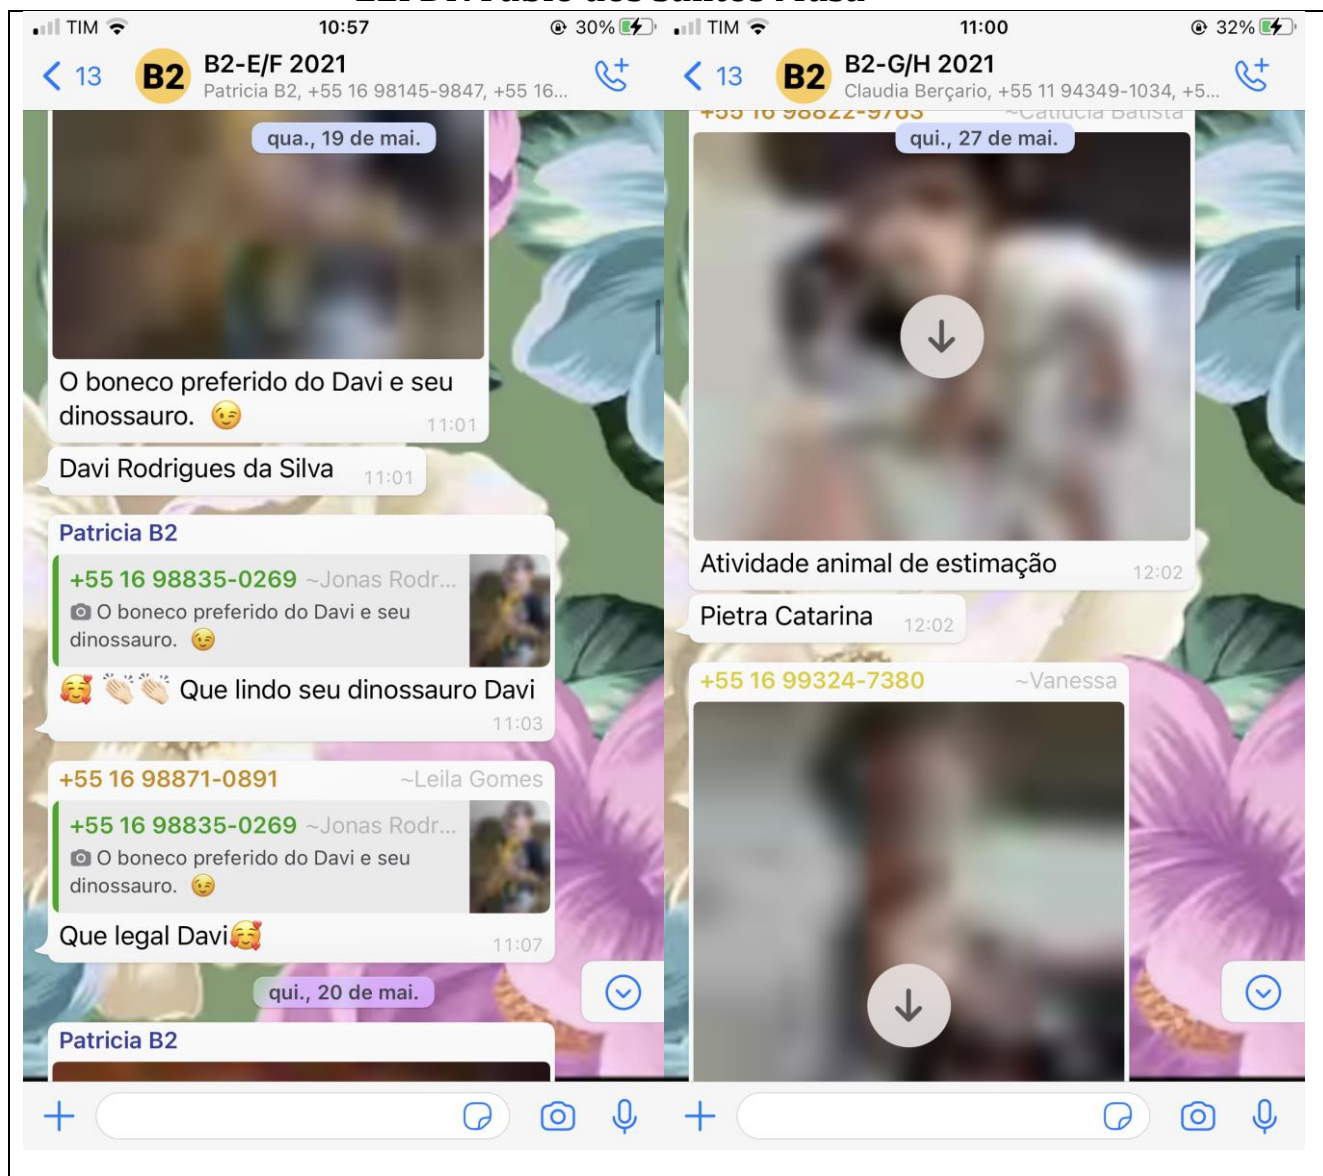 TIM 10:57 30%
13 B2 B2-E/F 2021
Patricia B2, +55 16 98145-9847, +55 16...
qua., 19 de mai.
O boneco preferido do Davi e seu
dinossauro. 😉
11:01
Davi Rodrigues da Silva 11:01
Patricia B2
+55 16 98835-0269 ~Jonas Rodr...
O boneco preferido do Davi e seu
dinossauro. 😉
🥰 👏🏻👏🏻 Que lindo seu dinossauro Davi
11:03
+55 16 98871-0891 ~Leila Gomes
+55 16 98835-0269 ~Jonas Rodr...
O boneco preferido do Davi e seu
dinossauro. 😉
Que legal Davi🥰 11:07
qui., 20 de mai.
Patricia B2
TIM 11:00 32%
13 B2 B2-G/H 2021
Claudia Berçario, +55 11 94349-1034, +5...
+55 16 98822-9763 ~Catiucia Batista
qui., 27 de mai.
Atividade animal de estimação 12:02
Pietra Catarina 12:02
+55 16 99324-7380 ~Vanessa